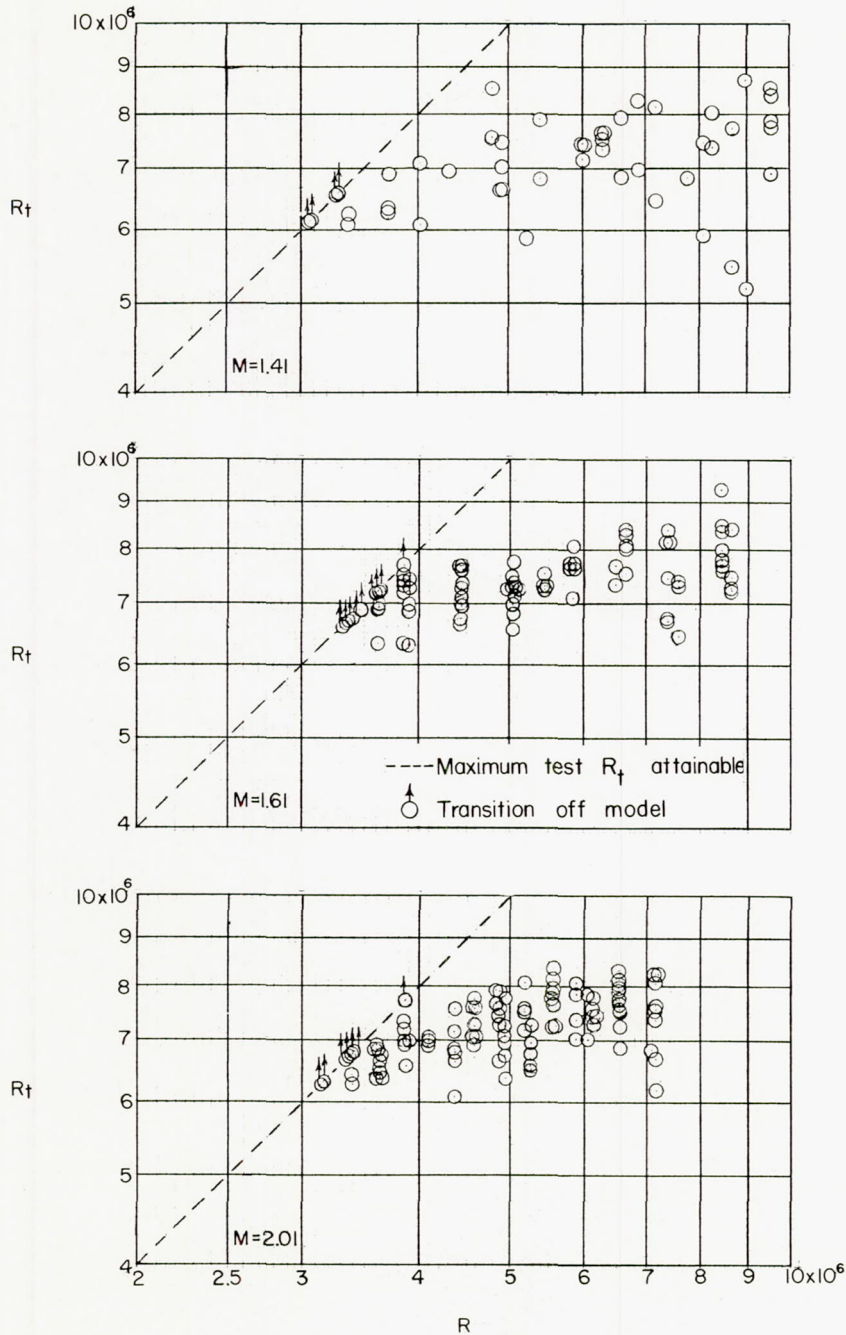 10x10⁶
9
8
7
Rt
6
5
M=1.41
4
10x10⁶
9
8
7
Rt
6
5
Maximum test Rt attainable
M=1.61
Transition off model
4
10x10⁶
9
8
7
Rt
6
5
M=2.01
4
2 2.5 3 4 5 6 7 8 9 10x10⁶
R